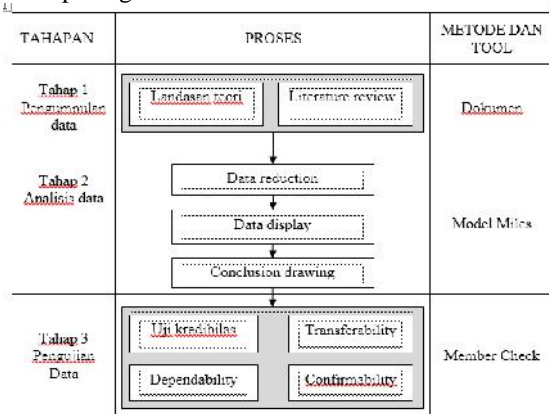 TAHAPAN
PROSES
METODE DAN
TOOL
Tahap 1
Pengumpulan
data
Landasan teori
Literature review
Dokumen
Tahap 2
Analisis data
Data reduction
Data display
Conclusion drawing
Model Miles
Tahap 3
Pengujian
Data
Uji kredibilas
Transferability
Dependability
Confirmability
Member Check